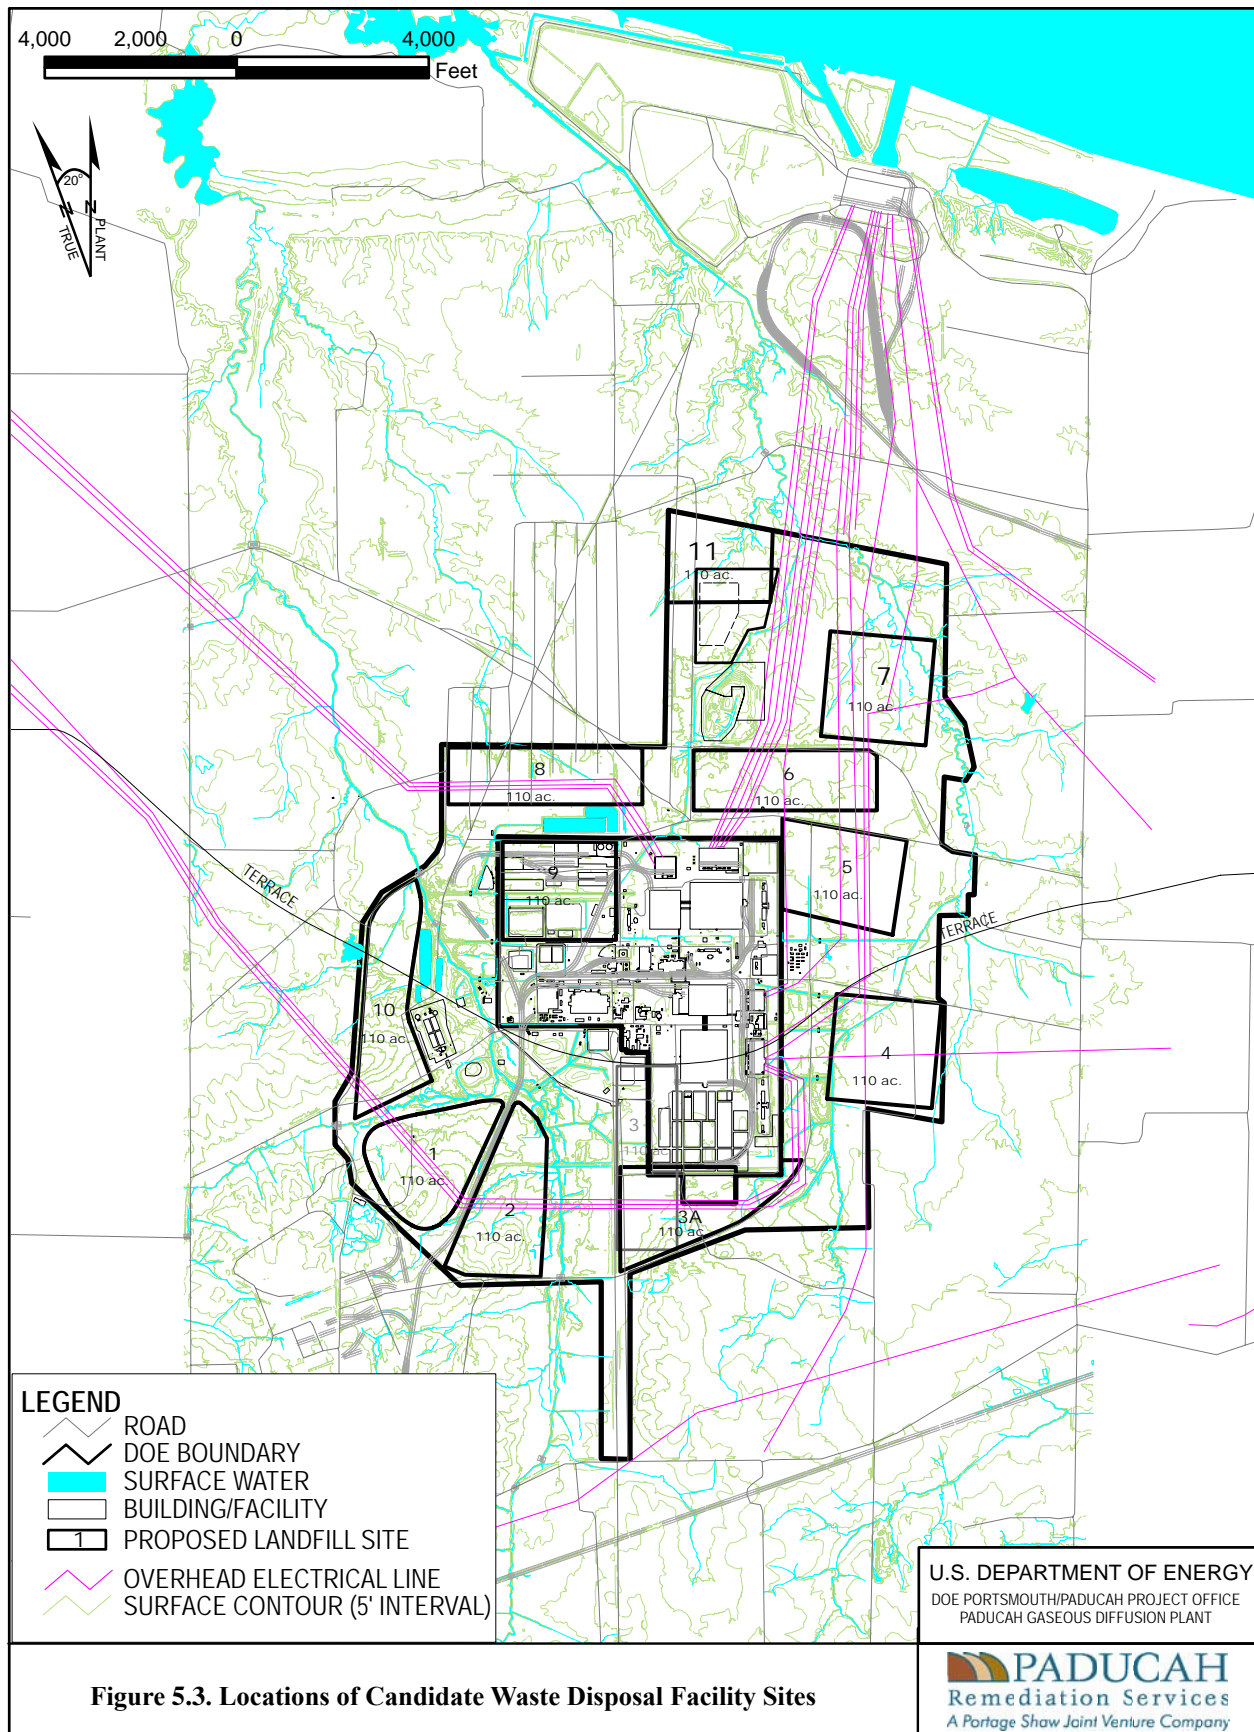 4,000 2,000 0 4,000
Feet
20°
N TRUE
N PLANT
11
110 ac.
7
110 ac.
8
110 ac.
6
110 ac.
9
110 ac.
5
110 ac.
TERRACE
TERRACE
10
110 ac.
4
110 ac.
3
110 ac.
1
110 ac.
2
110 ac.
3A
110 ac.
LEGEND
ROAD
DOE BOUNDARY
SURFACE WATER
BUILDING/FACILITY
1 PROPOSED LANDFILL SITE
OVERHEAD ELECTRICAL LINE
SURFACE CONTOUR (5' INTERVAL)
U.S. DEPARTMENT OF ENERGY
DOE PORTSMOUTH/PADUCAH PROJECT OFFICE
PADUCAH GASEOUS DIFFUSION PLANT
Figure 5.3. Locations of Candidate Waste Disposal Facility Sites
PADUCAH
Remediation Services
A Portage Shaw Joint Venture Company